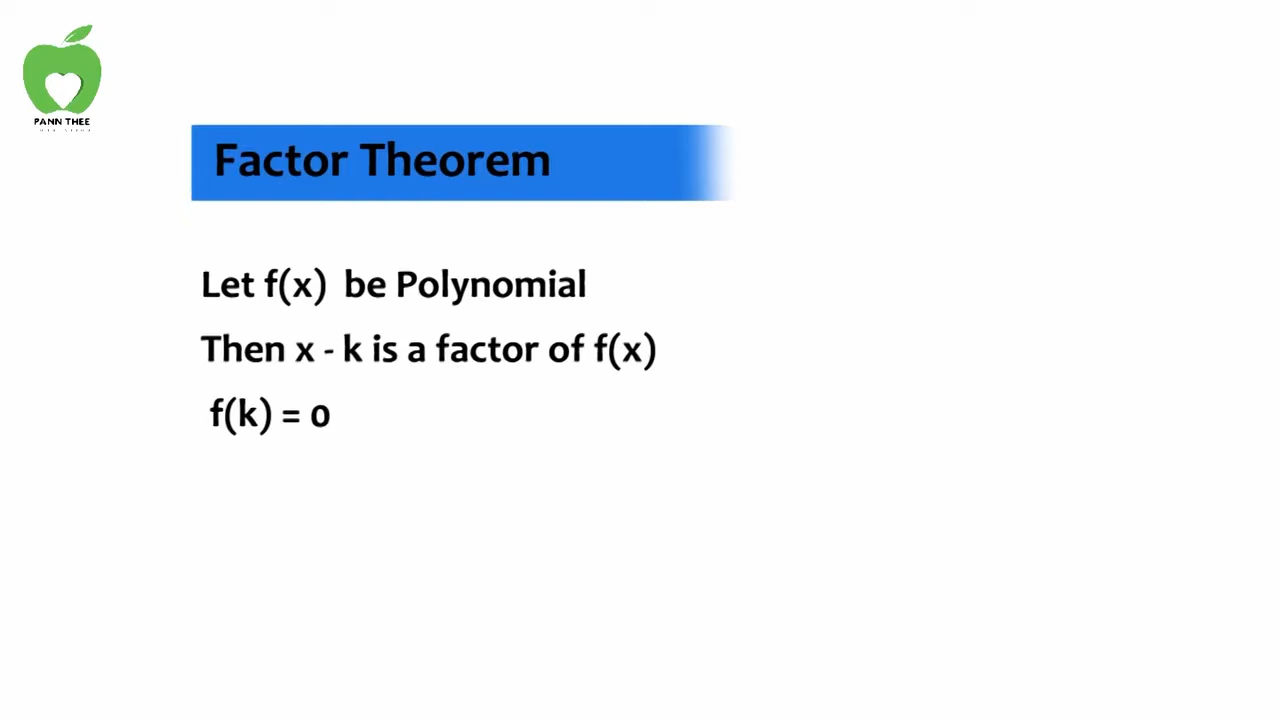 PANN THEE
Factor Theorem
Let f(x) be Polynomial
Then x - k is a factor of f(x)
f(k) = 0